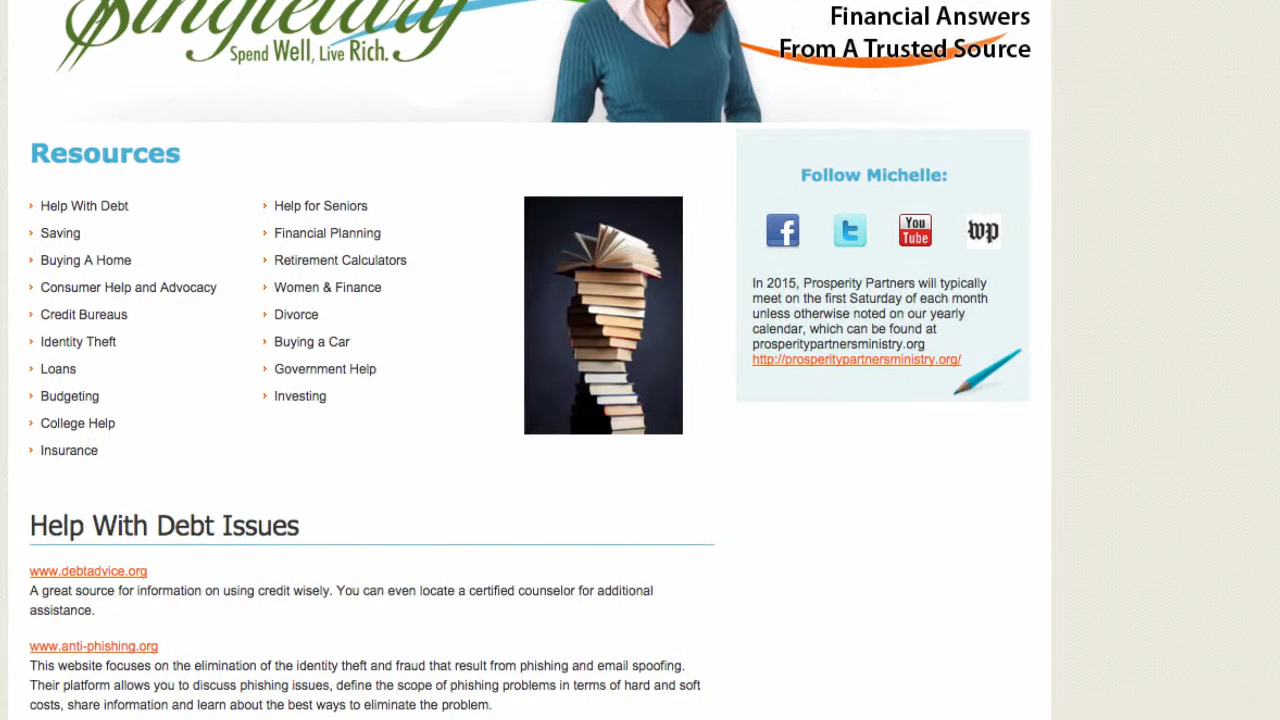 Singletary
Spend Well, Live Rich.
Financial Answers
From A Trusted Source
Resources
Help With Debt
Saving
Buying A Home
Consumer Help and Advocacy
Credit Bureaus
Identity Theft
Loans
Budgeting
College Help
Insurance
Help for Seniors
Financial Planning
Retirement Calculators
Women & Finance
Divorce
Buying a Car
Government Help
Investing
Follow Michelle:
f
t
You
Tube
wp
In 2015, Prosperity Partners will typically
meet on the first Saturday of each month
unless otherwise noted on our yearly
calendar, which can be found at
prosperitypartnersministry.org
http://prosperitypartnersministry.org/
Help With Debt Issues
www.debtadvice.org
A great source for information on using credit wisely. You can even locate a certified counselor for additional
assistance.
www.anti-phishing.org
This website focuses on the elimination of the identity theft and fraud that result from phishing and email spoofing.
Their platform allows you to discuss phishing issues, define the scope of phishing problems in terms of hard and soft
costs, share information and learn about the best ways to eliminate the problem.